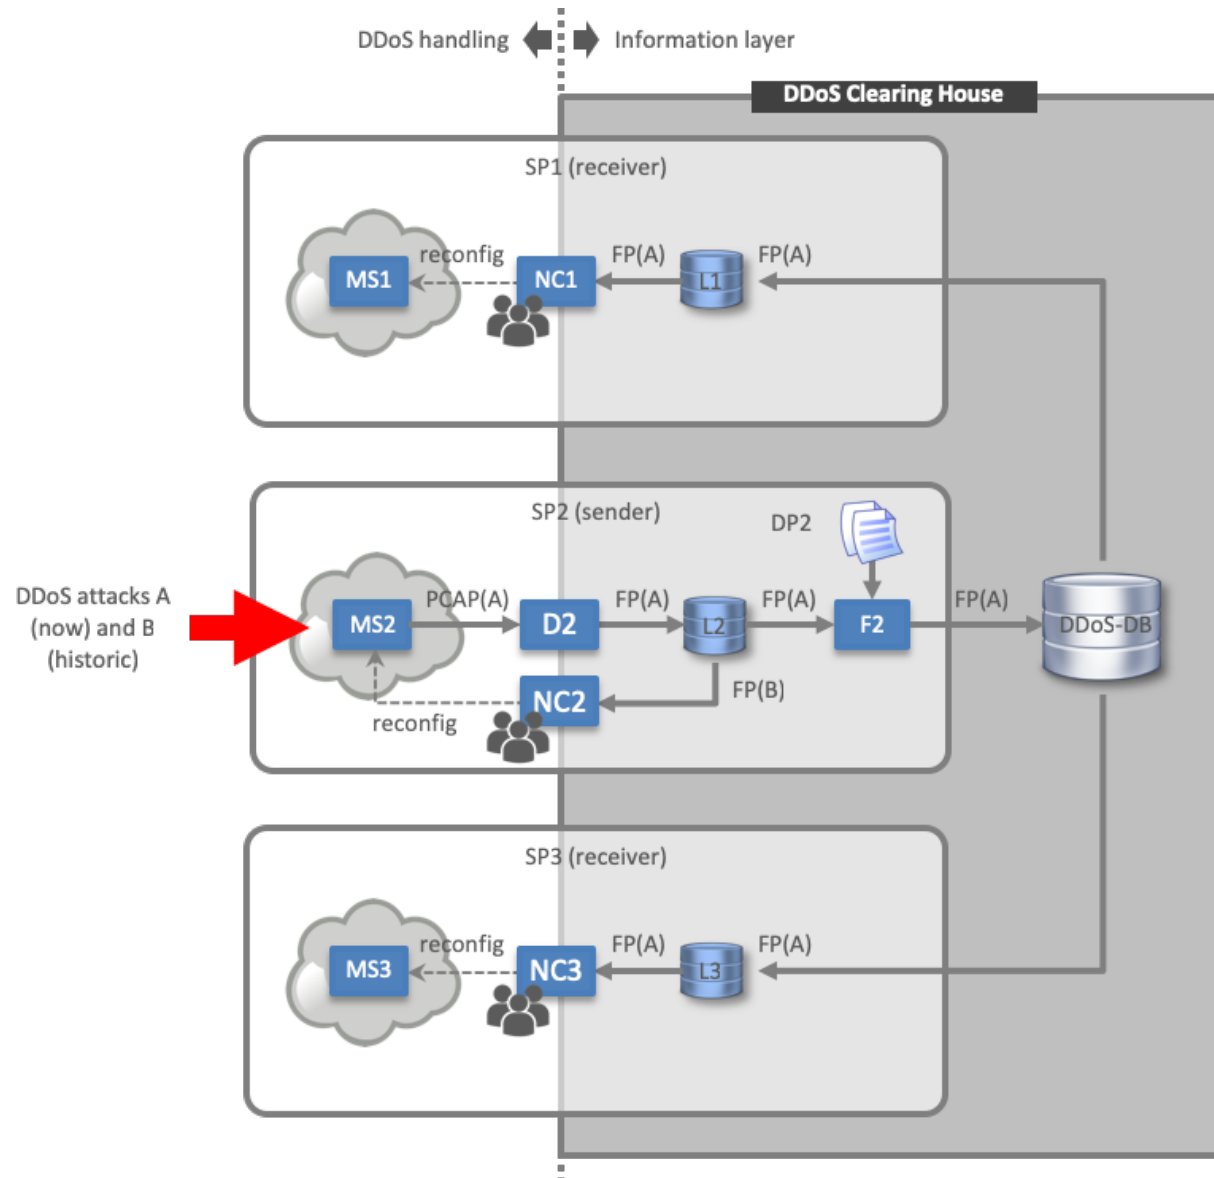 DDoS handling
Information layer
DDoS Clearing House
SP1 (receiver)
reconfig
FP(A)
FP(A)
MS1
NC1
L1
SP2 (sender)
DP2
DDoS attacks A
(now) and B
(historic)
PCAP(A)
FP(A)
FP(A)
FP(A)
MS2
D2
L2
F2
DDoS-DB
NC2
FP(B)
reconfig
SP3 (receiver)
reconfig
FP(A)
FP(A)
MS3
NC3
L3